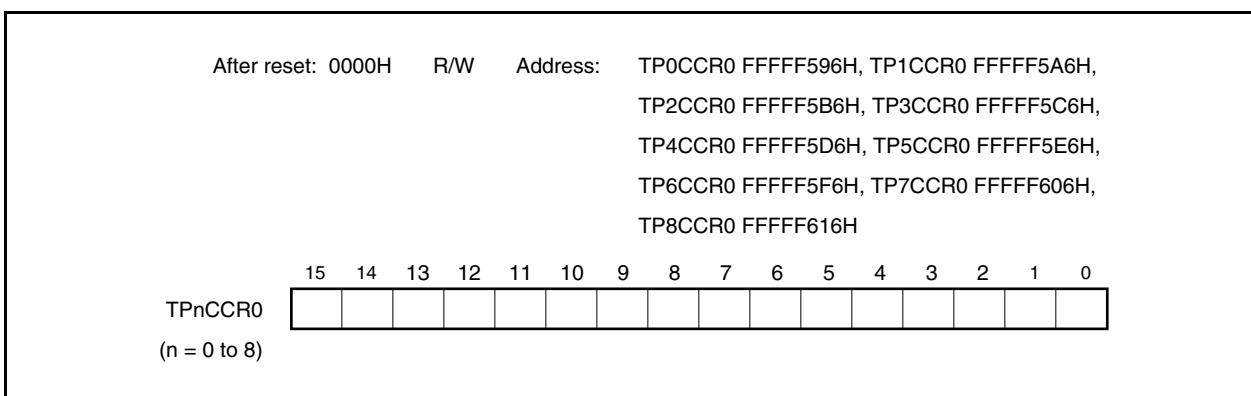 After reset: 0000H R/W Address: TP0CCR0 FFFFF596H, TP1CCR0 FFFFF5A6H,
TP2CCR0 FFFFF5B6H, TP3CCR0 FFFFF5C6H,
TP4CCR0 FFFFF5D6H, TP5CCR0 FFFFF5E6H,
TP6CCR0 FFFFF5F6H, TP7CCR0 FFFFF606H,
TP8CCR0 FFFFF616H
15 14 13 12 11 10 9 8 7 6 5 4 3 2 1 0
TPnCCR0
(n = 0 to 8)